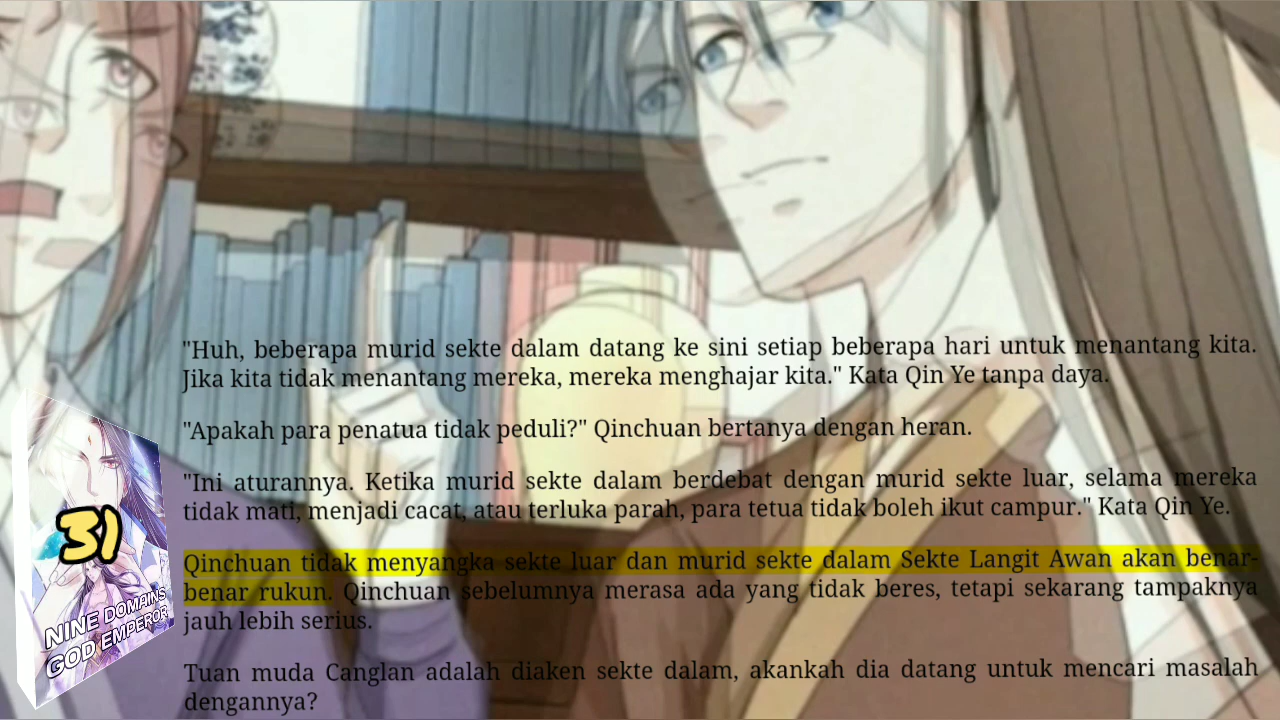 "Huh, beberapa murid sekte dalam datang ke sini setiap beberapa hari untuk menantang kita.
Jika kita tidak menantang mereka, mereka menghajar kita." Kata Qin Ye tanpa daya.
"Apakah para penatua tidak peduli?" Qinchuan bertanya dengan heran.
"Ini aturannya. Ketika murid sekte dalam berdebat dengan murid sekte luar, selama mereka
tidak mati, menjadi cacat, atau terluka parah, para tetua tidak boleh ikut campur." Kata Qin Ye.
Qinchuan tidak menyangka sekte luar dan murid sekte dalam Sekte Langit Awan akan benar-
benar rukun. Qinchuan sebelumnya merasa ada yang tidak beres, tetapi sekarang tampaknya
jauh lebih serius.
Tuan muda Canglan adalah diaken sekte dalam, akankah dia datang untuk mencari masalah
dengannya?
31
NINE DOMAINS
GOD EMPEROR